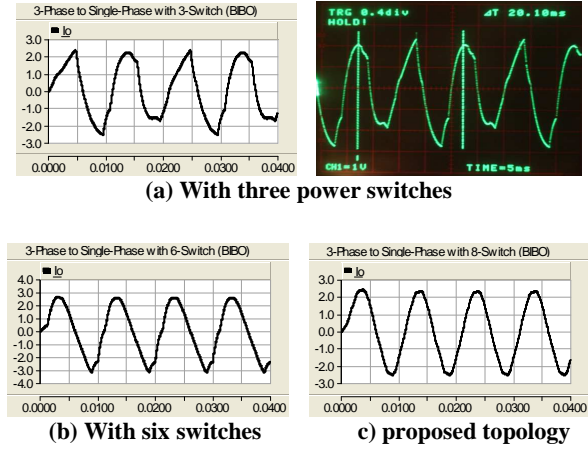 3-Phase to Single-Phase with 3-Switch (BIBO)
Io
3.0
2.0
1.0
0.0
-1.0
-2.0
-3.0
0.0000 0.0100 0.0200 0.0300 0.0400
TRG 0.4div ΔT 20.10ms
HOLD!
CH1=1V TIME=5ms
(a) With three power switches
3-Phase to Single-Phase with 6-Switch (BIBO)
Io
4.0
3.0
2.0
1.0
0.0
-1.0
-2.0
-3.0
-4.0
0.0000 0.0100 0.0200 0.0300 0.0400
(b) With six switches
3-Phase to Single-Phase with 8-Switch (BIBO)
Io
3.0
2.0
1.0
0.0
-1.0
-2.0
-3.0
0.0000 0.0100 0.0200 0.0300 0.0400
c) proposed topology